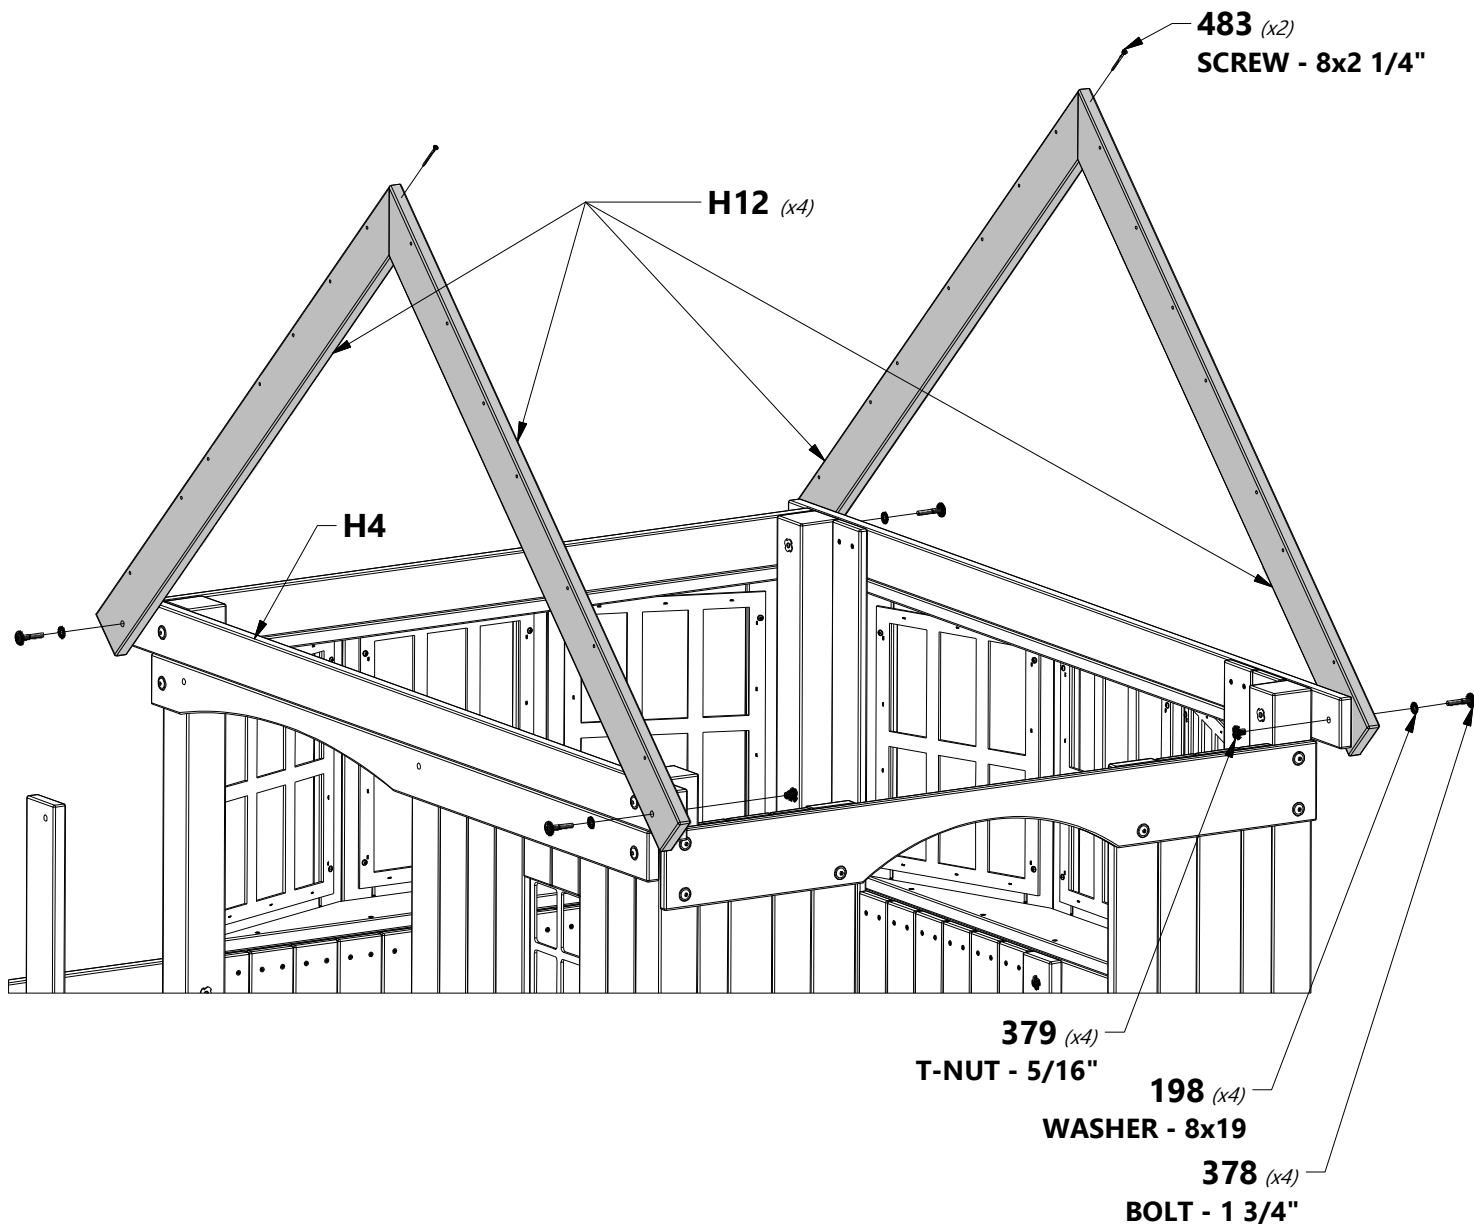 483 (x2)
SCREW - 8x2 1/4"
H12 (x4)
H4
379 (x4)
T-NUT - 5/16"
198 (x4)
WASHER - 8x19
378 (x4)
BOLT - 1 3/4"